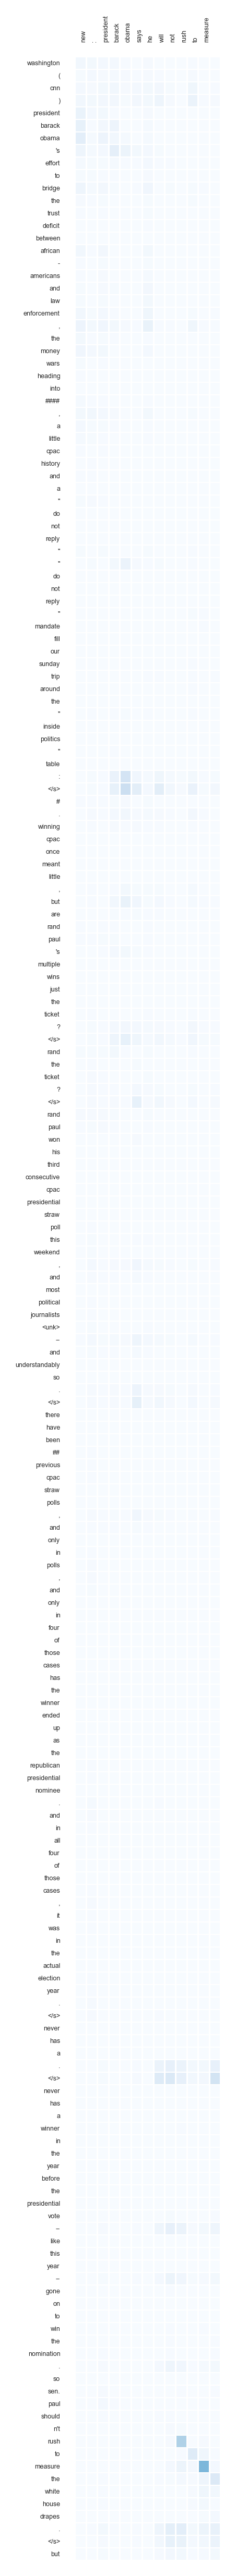 new
:
president
barack
obama
says
he
will
not
rush
to
measure
washington
(
cnn
)
president
barack
obama
's
effort
to
bridge
the
trust
deficit
between
african
-
americans
and
law
enforcement
,
the
money
wars
heading
into
####
,
a
little
cpac
history
and
a
"
do
not
reply
"
"
do
not
reply
"
mandate
fill
our
sunday
trip
around
the
"
inside
politics
"
table
:
</s>
#
.
winning
cpac
once
meant
little
,
but
are
rand
paul
's
multiple
wins
just
the
ticket
?
</s>
rand
the
ticket
?
</s>
rand
paul
won
his
third
consecutive
cpac
presidential
straw
poll
this
weekend
,
and
most
political
journalists
<unk>
–
and
understandably
so
.
</s>
there
have
been
##
previous
cpac
straw
polls
,
and
only
in
polls
,
and
only
in
four
of
those
cases
has
the
winner
ended
up
as
the
republican
presidential
nominee
.
and
in
all
four
of
those
cases
,
it
was
in
the
actual
election
year
.
</s>
never
has
a
.
</s>
never
has
a
winner
in
the
year
before
the
presidential
vote
–
like
this
year
–
gone
on
to
win
the
nomination
.
so
sen.
paul
should
n't
rush
to
measure
the
white
house
drapes
.
</s>
but